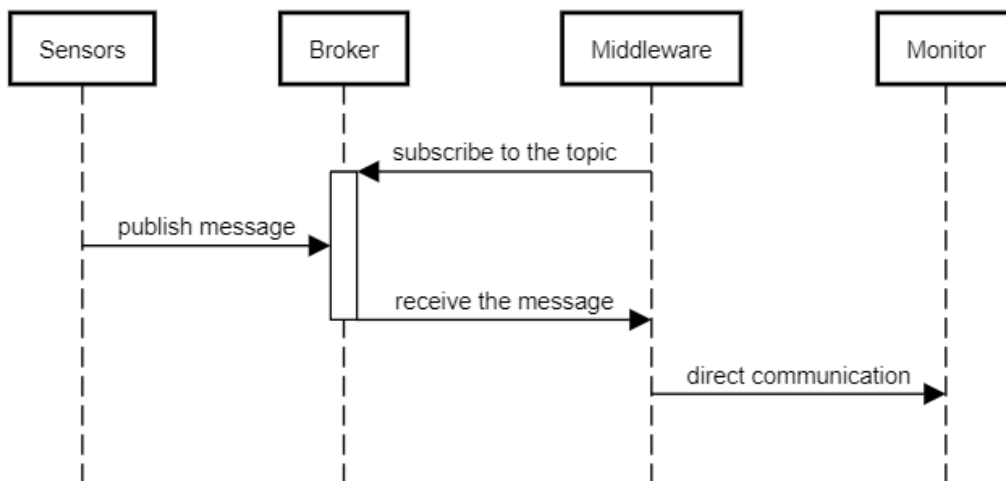 Sensors
Broker
Middleware
Monitor
subscribe to the topic
publish message
receive the message
direct communication